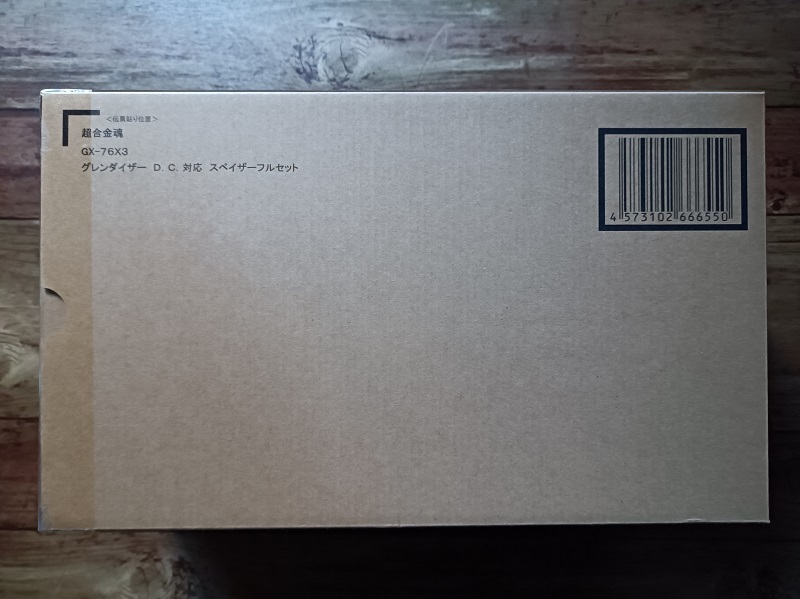 <伝票貼り位置>
超合金魂
GX-76X3
グレンダイザー D.C.対応 スペイザーフルセット
4 573102 666550